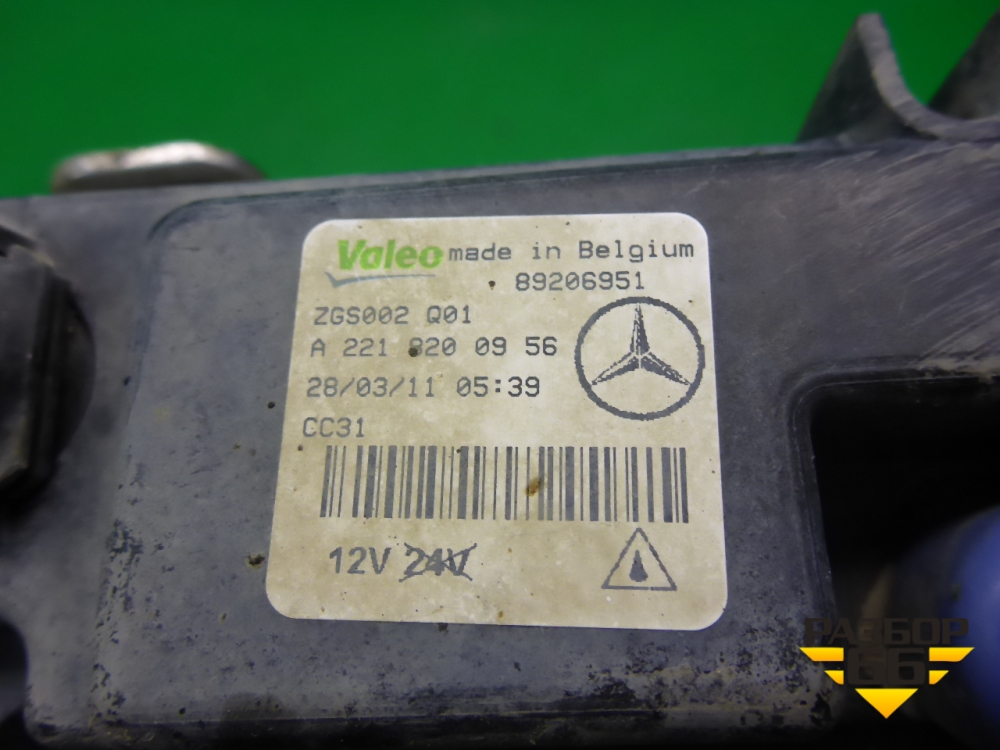 Valeo made in Belgium
89206951
ZGS002 Q01
A 221 820 09 56
28/03/11 05:39
CC31
12V 24V
РАЗБОР
66